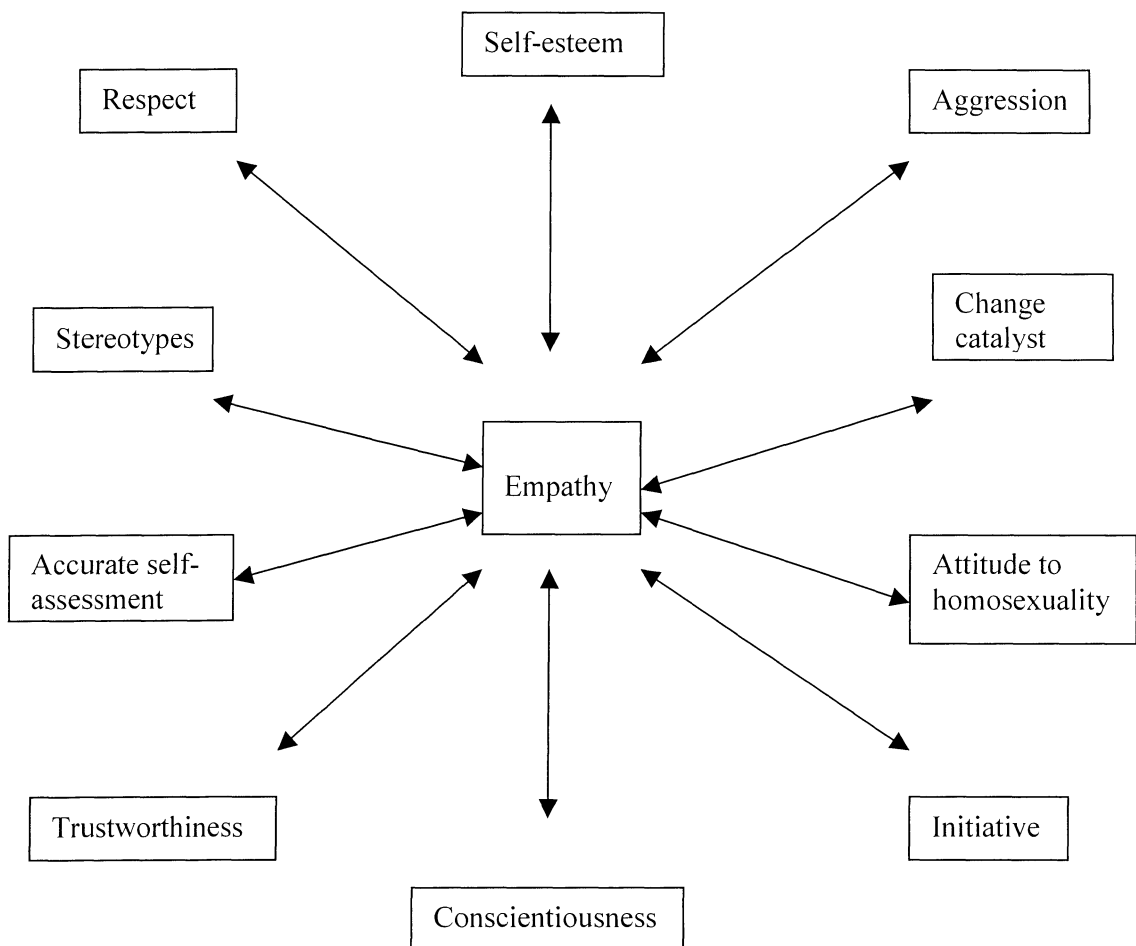 Self-esteem
Respect
Aggression
Stereotypes
Change
catalyst
Empathy
Accurate self-
assessment
Attitude to
homosexuality
Trustworthiness
Initiative
Conscientiousness